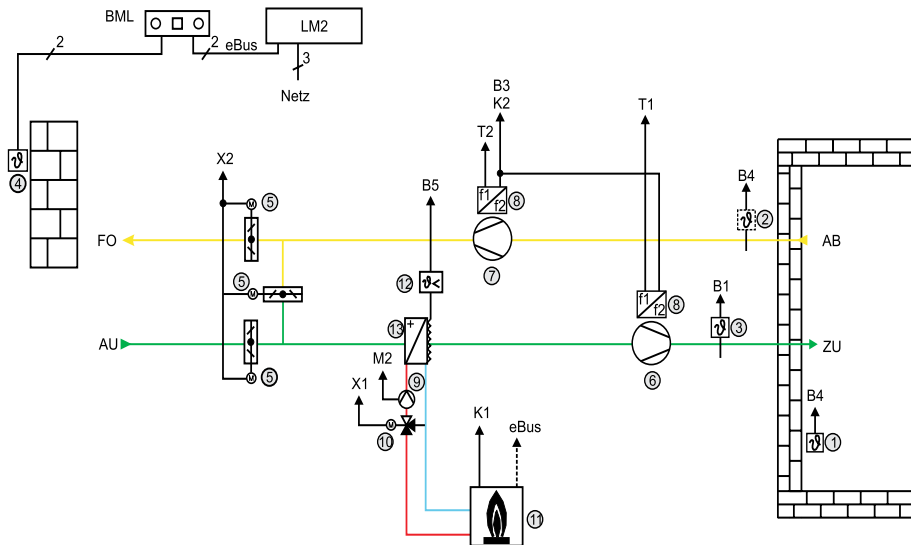 BML
LM2
2
2
eBus
3
Netz
B3
K2
T1
T2
X2
B5
B4
B4
ϑ
4
M
5
f1
f2
8
ϑ
2
FO
AB
7
ϑ<
12
M
5
f1
f2
8
B1
+
13
ϑ
3
AU
ZU
M
5
M2
9
6
X1
M
10
K1
eBus
ϑ
1
11